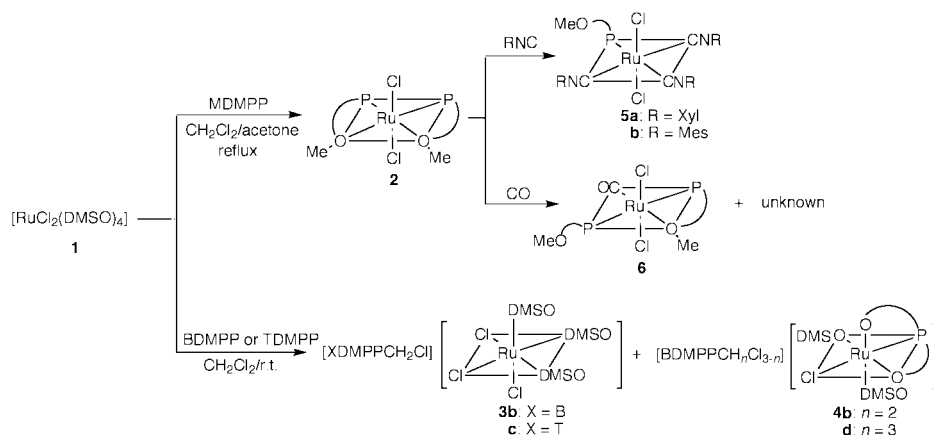 [RuCl2(DMSO)4]
1
MDMPP
CH2Cl2/acetone
reflux
Cl
P
P
Ru
O
O
Me
Cl
Me
2
RNC
MeO
Cl
P
CNR
Ru
RNC
CNR
Cl
5a: R = Xyl
b: R = Mes
CO
Cl
OC
P
Ru
MeO
P
O
Me
Cl
6
+ unknown
BDMPP or TDMPP
CH2Cl2/r.t.
[XDMPPCH2Cl]
DMSO
Cl
DMSO
Ru
Cl
DMSO
Cl
3b: X = B
c: X = T
+
[BDMPPCHnCl3-n]
O
DMSO
P
Ru
Cl
O
DMSO
4b: n = 2
d: n = 3